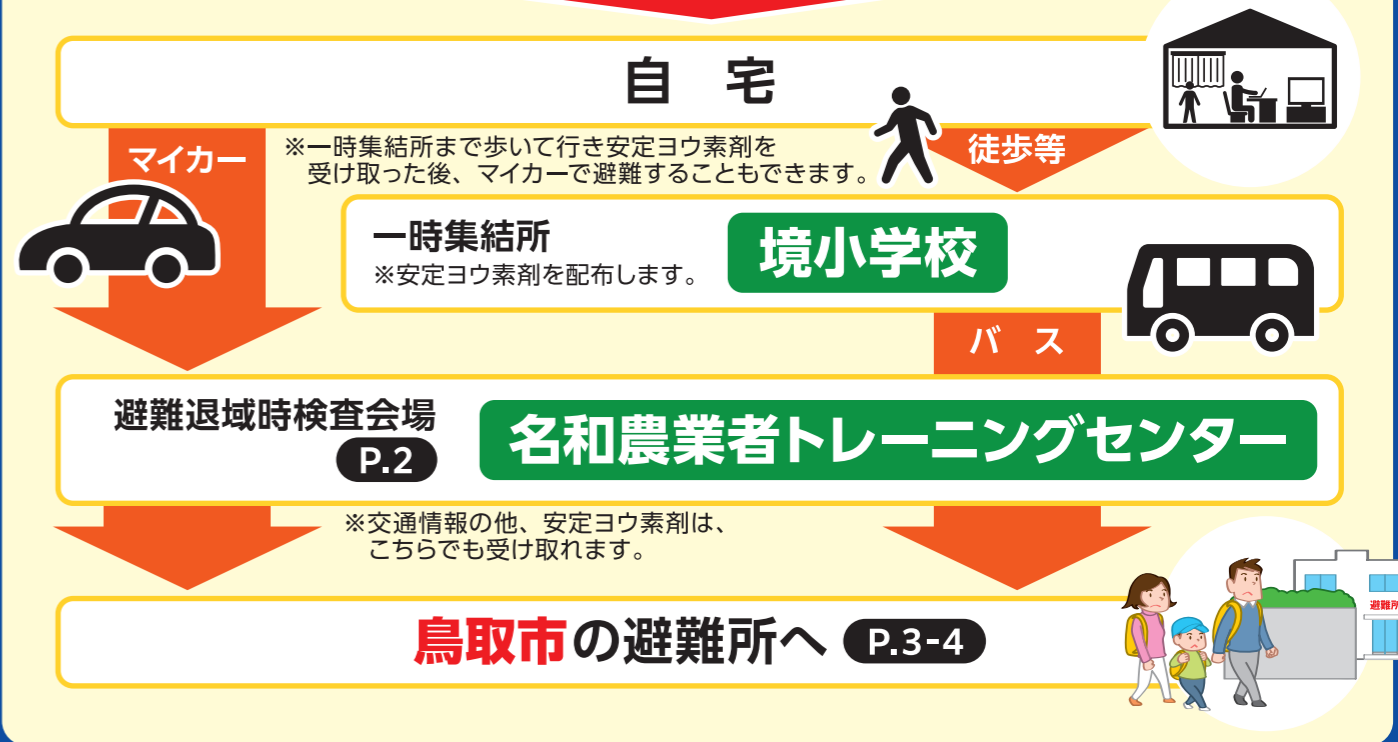 自 宅
マイカー
※一時集結所まで歩いて行き安定ヨウ素剤を
受け取った後、マイカーで避難することもできます。
徒歩等
一時集結所
※安定ヨウ素剤を配布します。
境小学校
バ ス
避難退域時検査会場
P.2
名和農業者トレーニングセンター
※交通情報の他、安定ヨウ素剤は、
こちらでも受け取れます。
鳥取市の避難所へ P.3-4
避難所